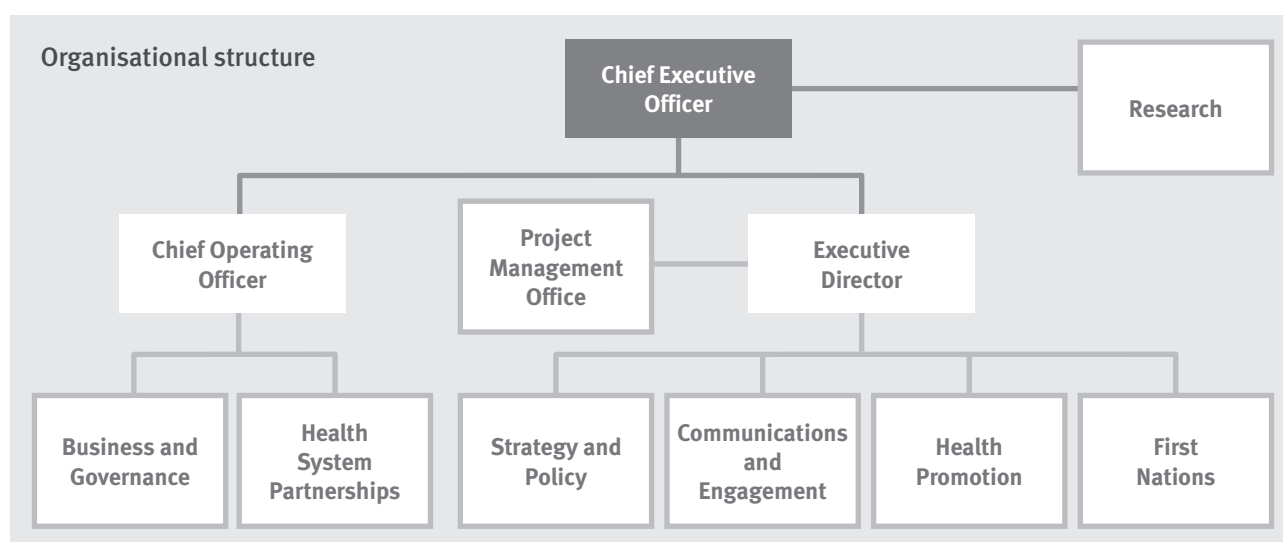 Organisational structure
Chief Executive
Officer
Research
Chief Operating
Officer
Project
Management
Office
Executive
Director
Business and
Governance
Health
System
Partnerships
Strategy and
Policy
Communications
and
Engagement
Health
Promotion
First
Nations